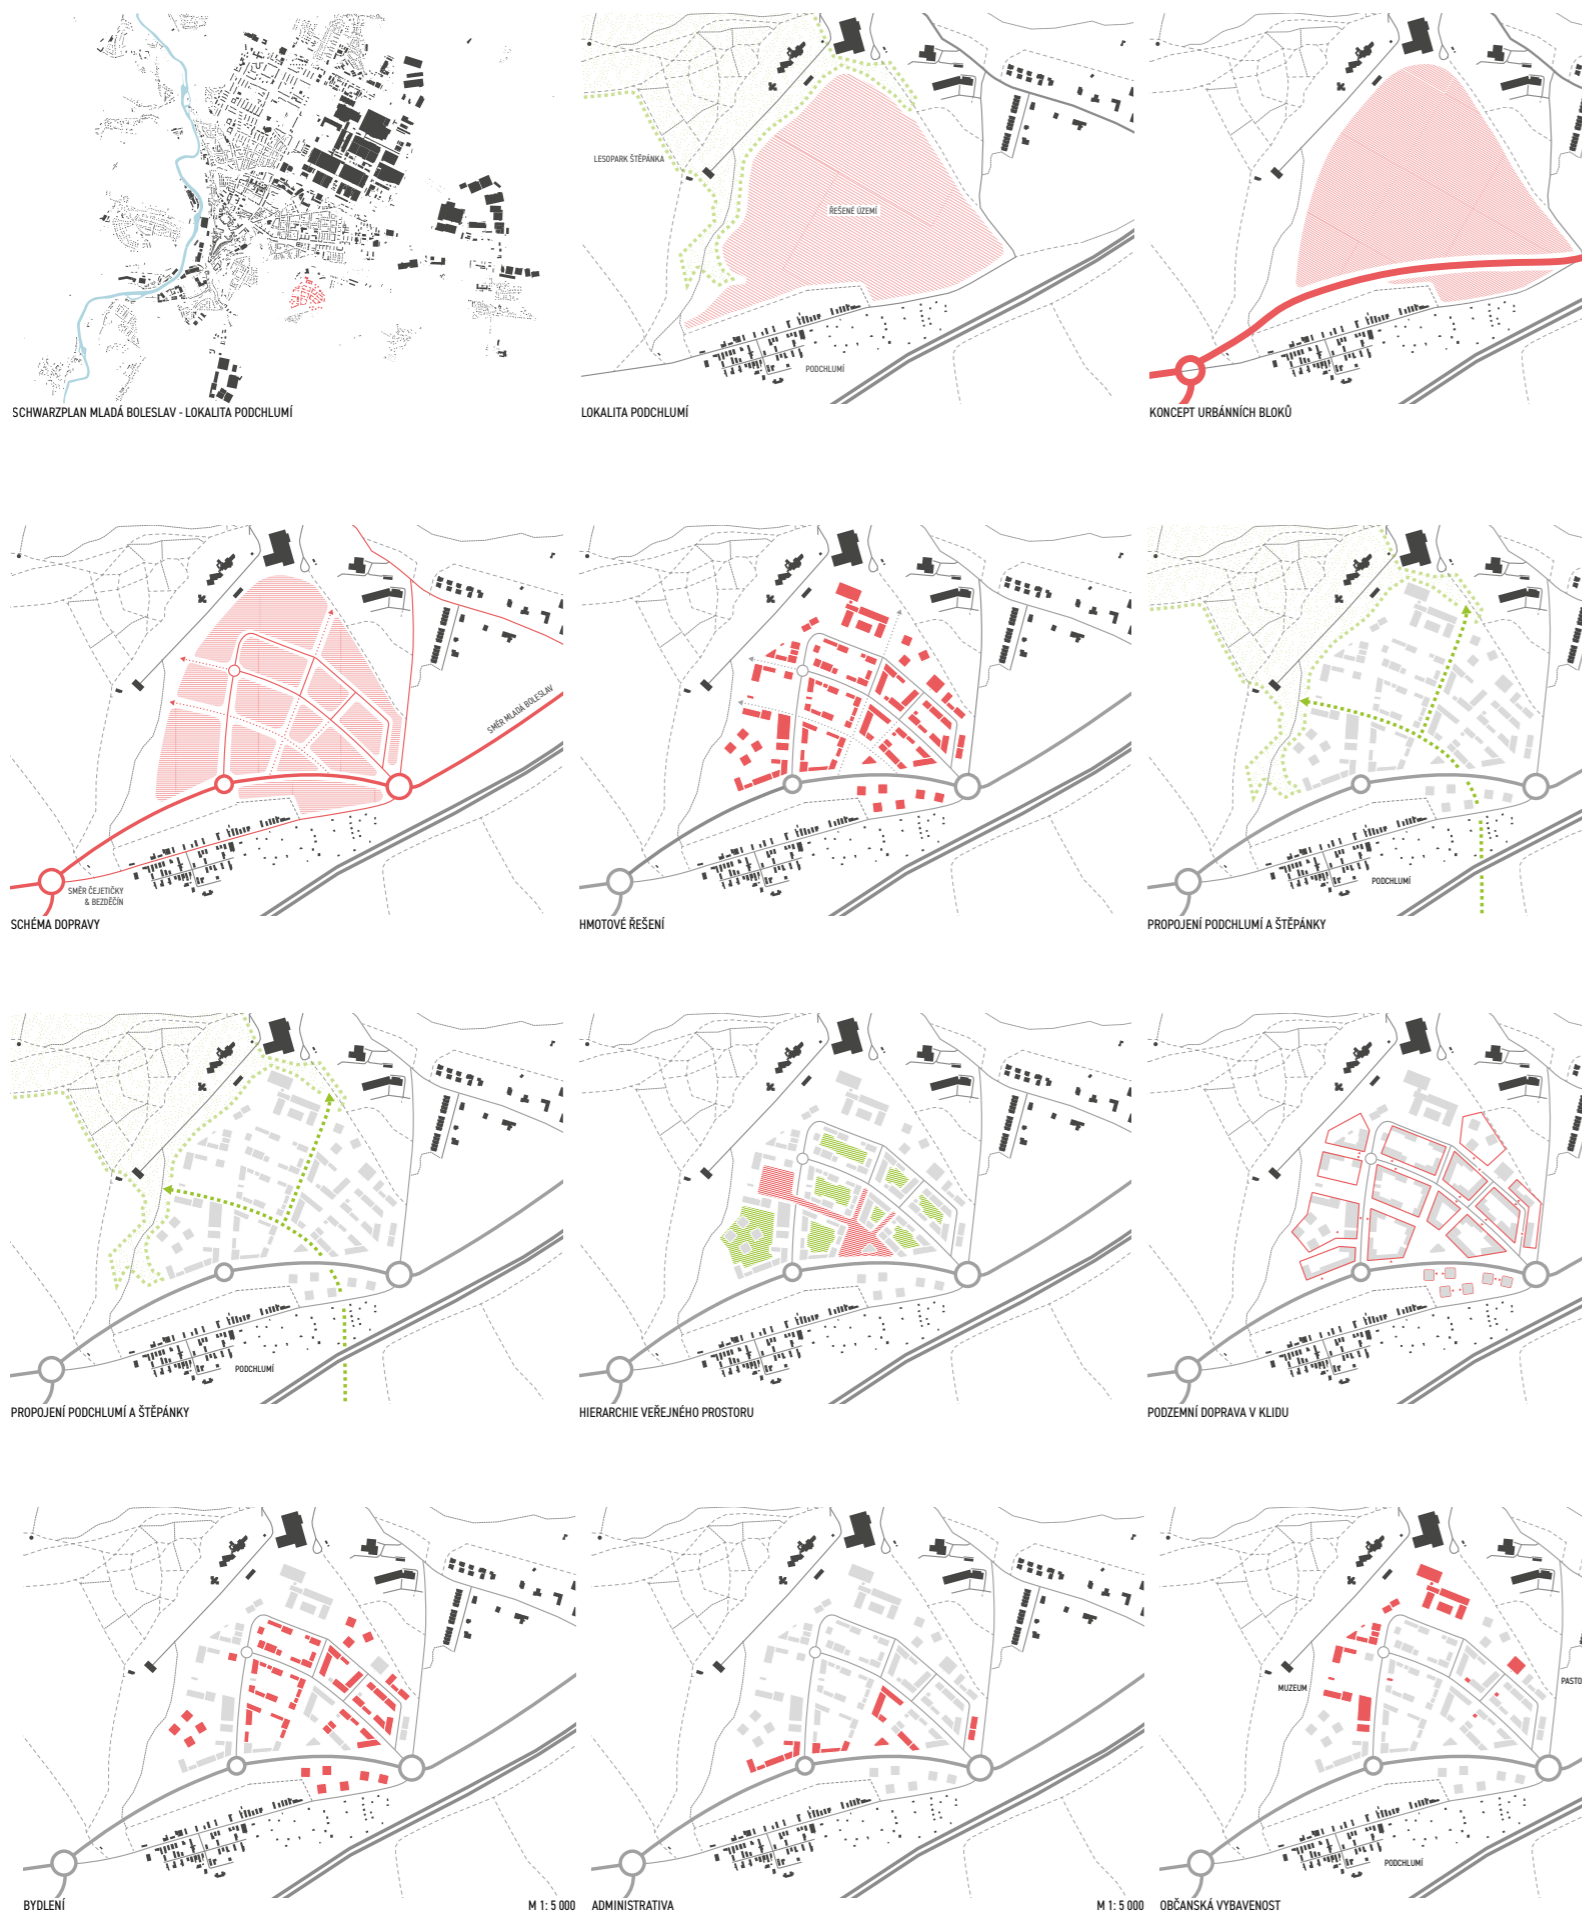 LESOPARK ŠTĚPÁNKA
ŘEŠENÉ ÚZEMÍ
PODCHLUMÍ
SCHWARZPLAN MLADÁ BOLESLAV - LOKALITA PODCHLUMÍ
LOKALITA PODCHLUMÍ
KONCEPT URBÁNNÍCH BLOKŮ
SMĚR MLADÁ BOLESLAV
SMĚR ČEJETIČKY
& BEZDĚČÍN
PODCHLUMÍ
SCHÉMA DOPRAVY
HMOTOVÉ ŘEŠENÍ
PROPOJENÍ PODCHLUMÍ A ŠTĚPÁNKY
PODCHLUMÍ
PROPOJENÍ PODCHLUMÍ A ŠTĚPÁNKY
HIERARCHIE VEŘEJNÉHO PROSTORU
PODZEMNÍ DOPRAVA V KLIDU
MUZEUM
PASTO
PODCHLUMÍ
BYDLENÍ
M 1: 5 000
ADMINISTRATIVA
M 1: 5 000
OBČANSKÁ VYBAVENOST